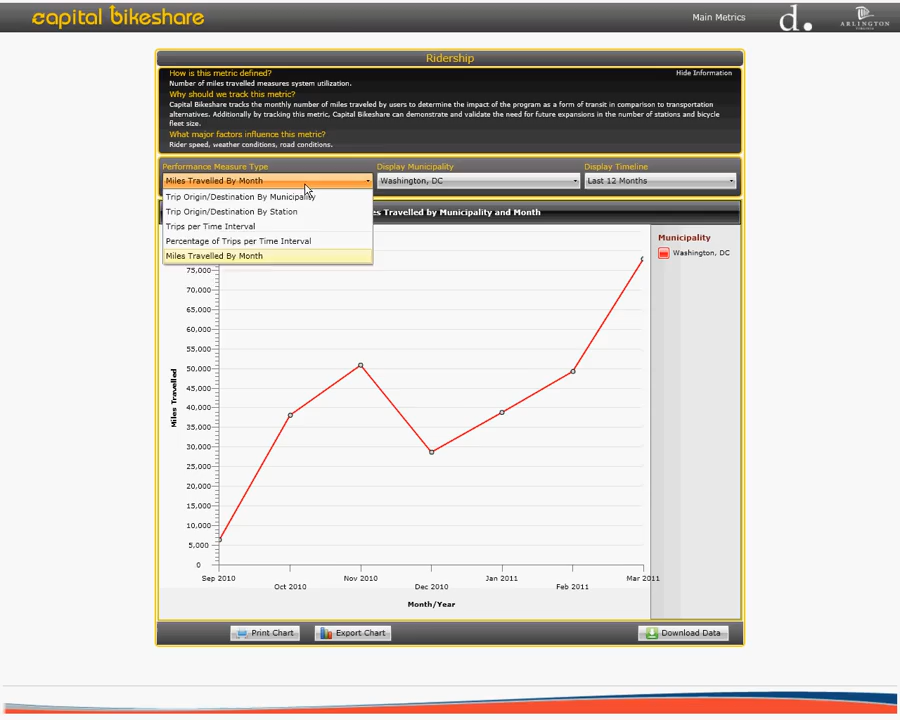 capital bikeshare
Main Metrics
d.
ARLINGTON
Ridership
How is this metric defined?
Hide Information
Number of miles travelled measures system utilization.
Why should we track this metric?
Capital Bikeshare tracks the monthly number of miles traveled by users to determine the impact of the program as a form of transit in comparison to transportation
alternatives. Additionally by tracking this metric, Capital Bikeshare can demonstrate and validate the need for future expansions in the number of stations and bicycle
fleet size.
What major factors influence this metric?
Rider speed, weather conditions, road conditions.
Performance Measure Type
Display Municipality
Display Timeline
Miles Travelled By Month
Washington, DC
Last 12 Months
Trip Origin/Destination By Municipality
Trip Origin/Destination By Station
Trips per Time Interval
Percentage of Trips per Time Interval
Miles Travelled By Month
es Travelled by Municipality and Month
Municipality
Washington, DC
75,000
70,000
65,000
60,000
55,000
50,000
45,000
40,000
35,000
30,000
25,000
20,000
15,000
10,000
5,000
0
Miles Travelled
Sep 2010
Oct 2010
Nov 2010
Dec 2010
Jan 2011
Feb 2011
Mar 2011
Month/Year
Print Chart
Export Chart
Download Data